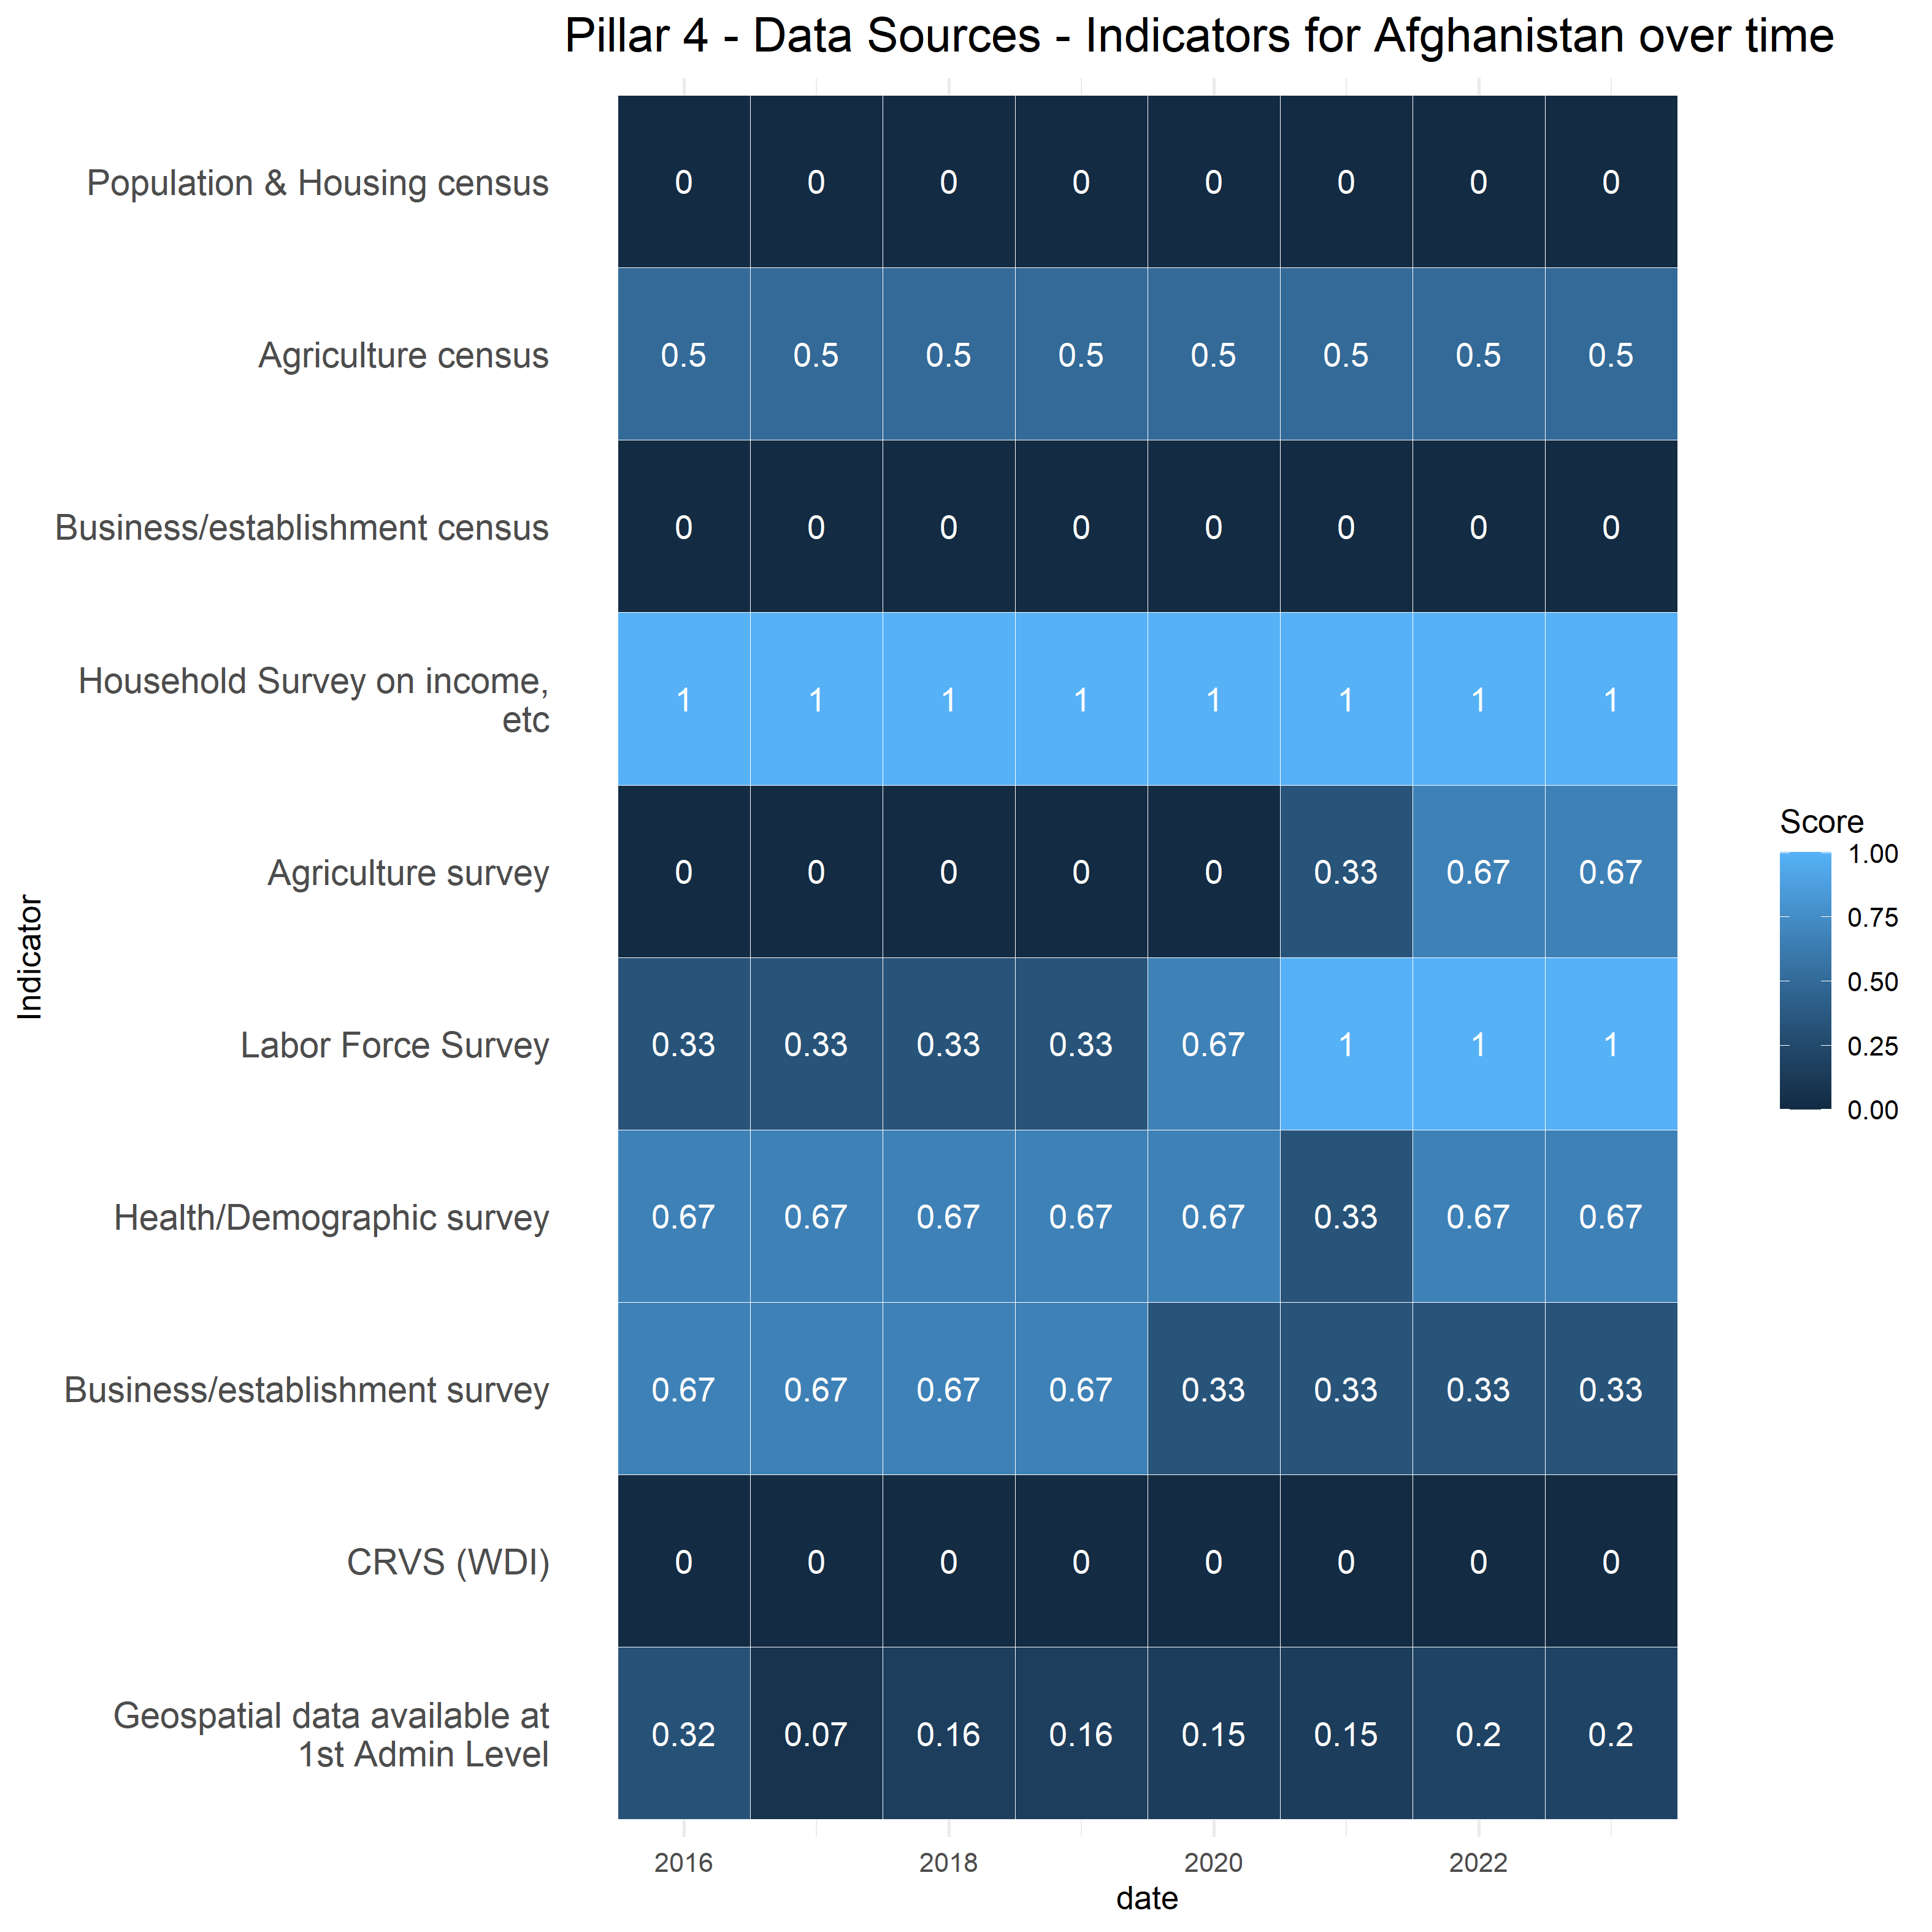 Pillar 4 - Data Sources - Indicators for Afghanistan over time
Population & Housing census 0 0 0 0 0 0 0 0
Agriculture census 0.5 0.5 0.5 0.5 0.5 0.5 0.5 0.5
Business/establishment census 0 0 0 0 0 0 0 0
Household Survey on income,
etc
1 1 1 1 1 1 1 1
Agriculture survey 0 0 0 0 0 0.33 0.67 0.67
Labor Force Survey 0.33 0.33 0.33 0.33 0.67 1 1 1
Health/Demographic survey 0.67 0.67 0.67 0.67 0.67 0.33 0.67 0.67
Business/establishment survey 0.67 0.67 0.67 0.67 0.33 0.33 0.33 0.33
CRVS (WDI) 0 0 0 0 0 0 0 0
Geospatial data available at
1st Admin Level
0.32 0.07 0.16 0.16 0.15 0.15 0.2 0.2
2016 2018 2020 2022
date
Indicator
Score
1.00
0.75
0.50
0.25
0.00